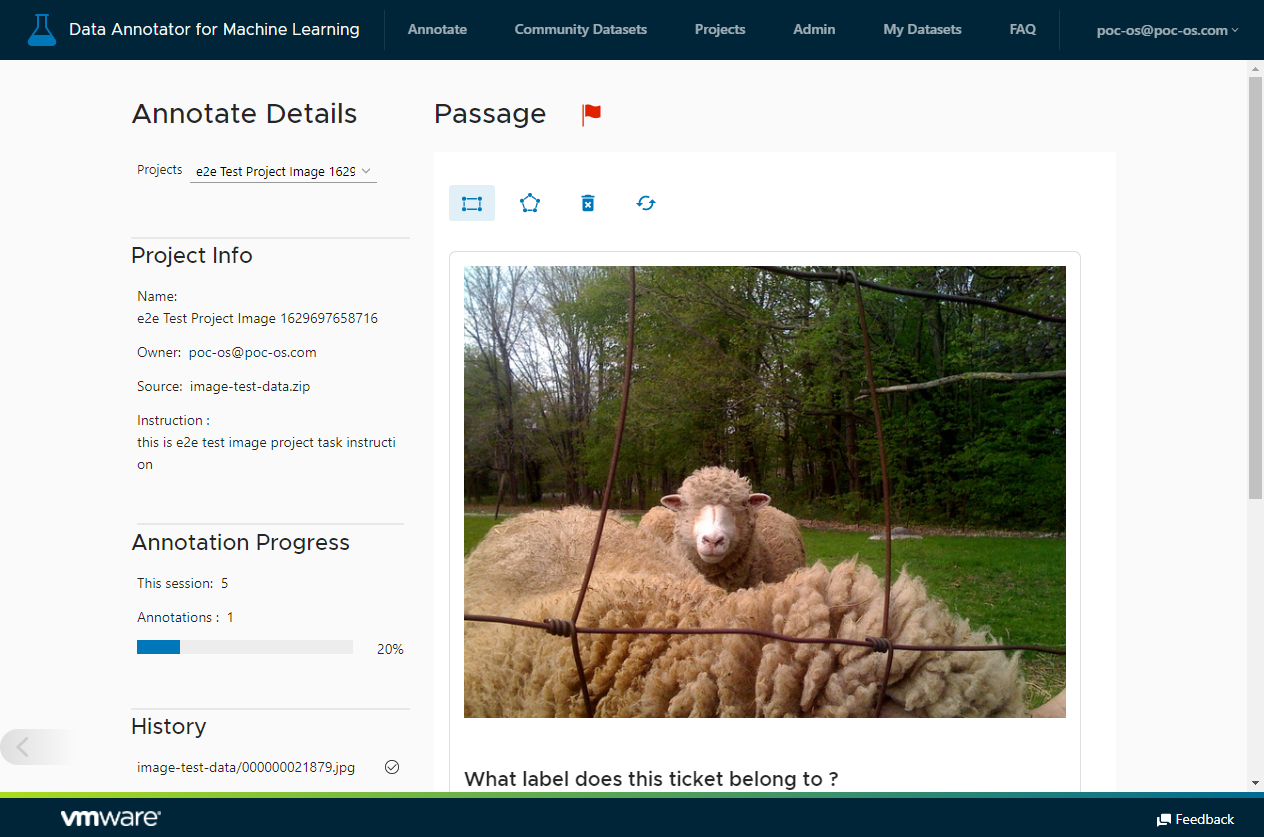 Data Annotator for Machine Learning
Annotate
Community Datasets
Projects
Admin
My Datasets
FAQ
poc-os@poc-os.com
Annotate Details
Projects
e2e Test Project Image 1629
Project Info
Name:
e2e Test Project Image 1629697658716
Owner: poc-os@poc-os.com
Source: image-test-data.zip
Instruction :
this is e2e test image project task instructi
on
Annotation Progress
This session: 5
Annotations : 1
20%
History
image-test-data/000000021879.jpg
Passage
What label does this ticket belong to ?
vmware
Feedback